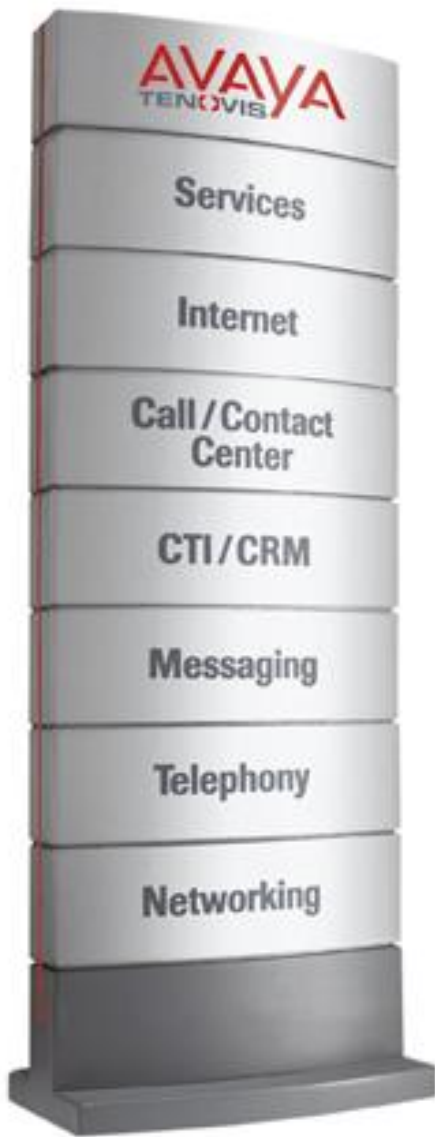 AVAYA
TENOVIS
Services
Internet
Call / Contact
Center
CTI / CRM
Messaging
Telephony
Networking